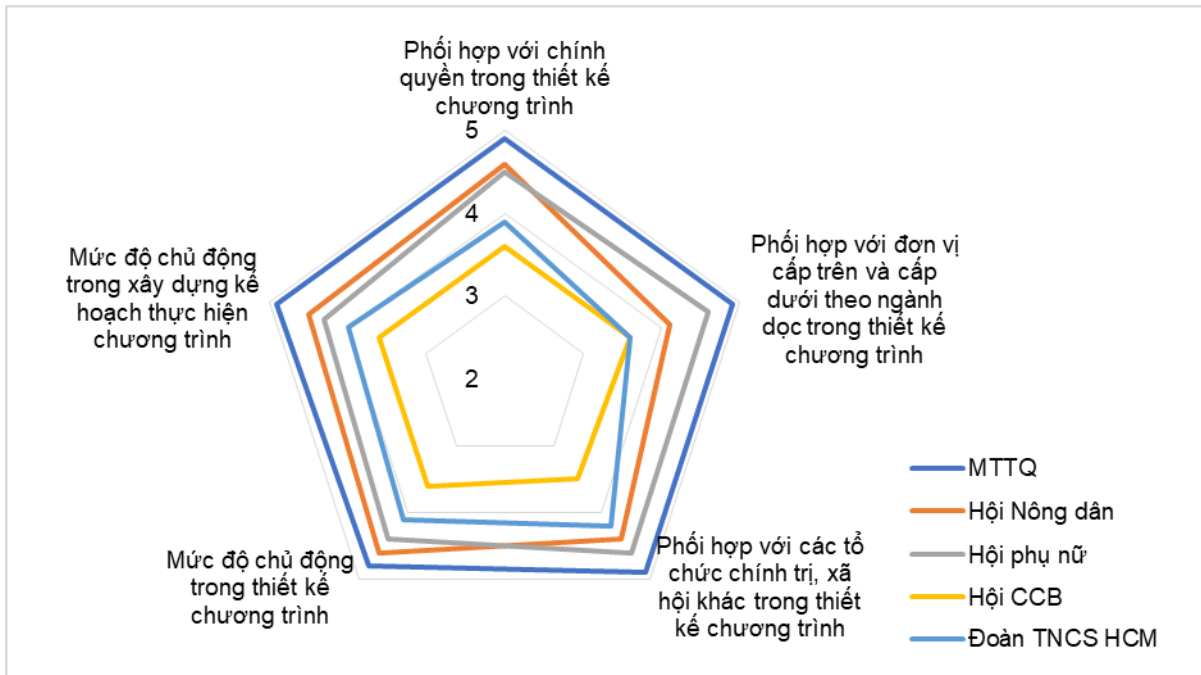 Phối hợp với chính
quyền trong thiết kế
chương trình
5
4
3
2
Mức độ chủ động
trong xây dựng kế
hoạch thực hiện
chương trình
Phối hợp với đơn vị
cấp trên và cấp
dưới theo ngành
dọc trong thiết kế
chương trình
Mức độ chủ động
trong thiết kế
chương trình
Phối hợp với các tổ
chức chính trị, xã
hội khác trong thiết
kế chương trình
MTTQ
Hội Nông dân
Hội phụ nữ
Hội CCB
Đoàn TNCS HCM